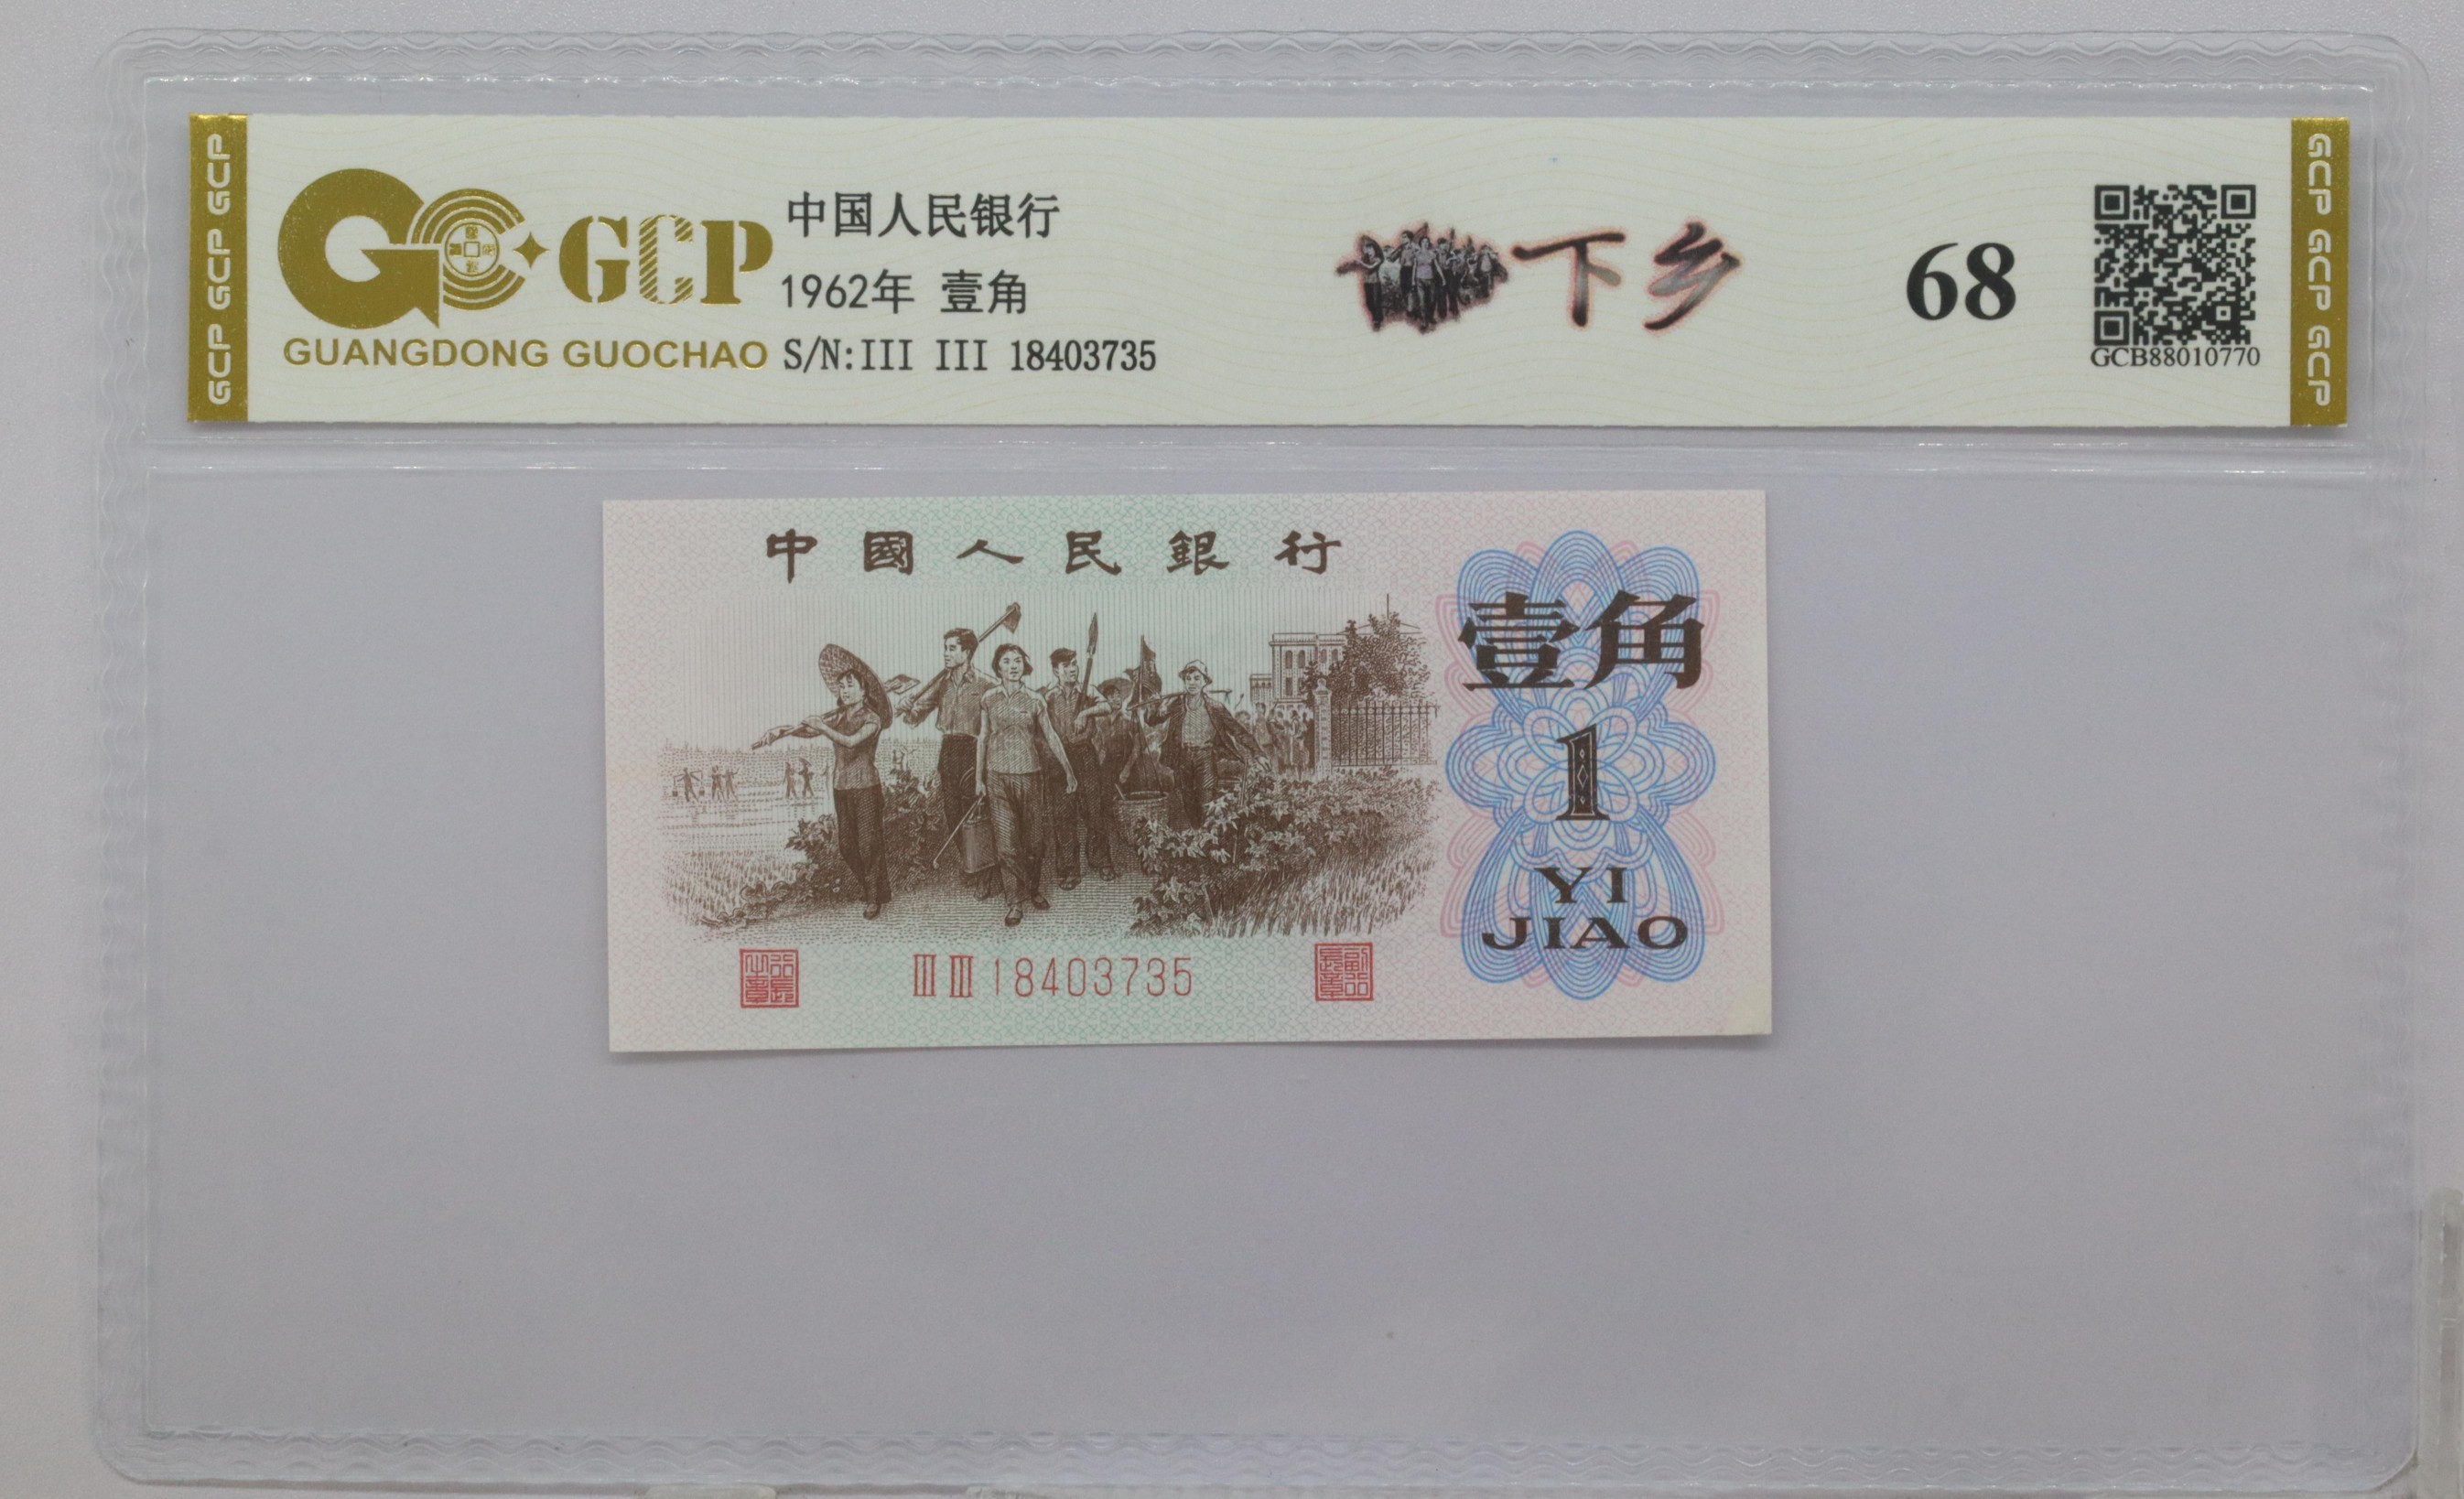 GCP GCP GCP
GCP
GUANGDONG GUOCHAO
中国人民银行
1962年 壹角
S/N:III III 18403735
下乡
68
GCB88010770
GCP GCP GCP
中國人民銀行
壹角
1
YI
JIAO
III III 18403735